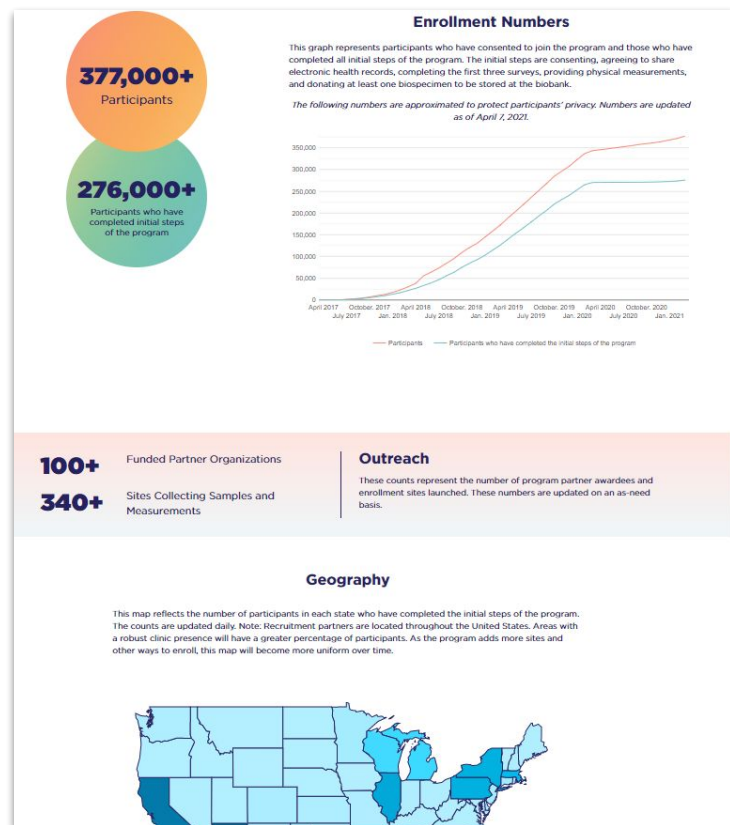 377,000+
Participants
276,000+
Participants who have
completed initial steps
of the program
Enrollment Numbers
This graph represents participants who have consented to join the program and those who have
completed all initial steps of the program. The initial steps are consenting, agreeing to share
electronic health records, completing the first three surveys, providing physical measurements,
and donating at least one biospecimen to be stored at the biobank.
The following numbers are approximated to protect participants' privacy. Numbers are updated
as of April 7, 2021.
350,000
300,000
250,000
200,000
150,000
100,000
50,000
0
April 2017 October, 2017 April 2018 October, 2018 April 2019 October, 2019 April 2020 October, 2020
July 2017 Jan. 2018 July 2018 Jan. 2019 July 2019 Jan. 2020 July 2020 Jan. 2021
Participants Participants who have completed the initial steps of the program
100+ Funded Partner Organizations
340+ Sites Collecting Samples and
Measurements
Outreach
These counts represent the number of program partner awardees and
enrollment sites launched. These numbers are updated on an as-need
basis.
Geography
This map reflects the number of participants in each state who have completed the initial steps of the program.
The counts are updated daily. Note: Recruitment partners are located throughout the United States. Areas with
a robust clinic presence will have a greater percentage of participants. As the program adds more sites and
other ways to enroll, this map will become more uniform over time.